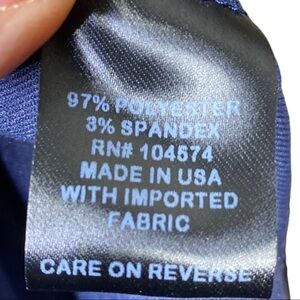 97% POLYESTER
3% SPANDEX
RN# 104574
MADE IN USA
WITH IMPORTED
FABRIC
CARE ON REVERSE